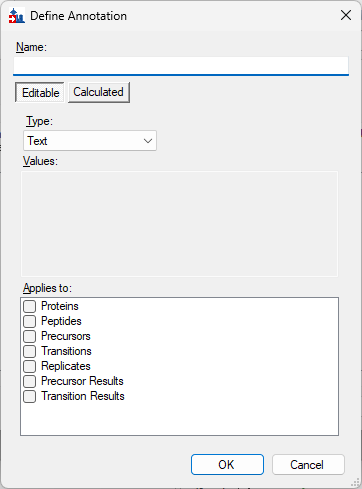 Define Annotation
Name:
Editable
Calculated
Type:
Text
Values:
Applies to:
Proteins
Peptides
Precursors
Transitions
Replicates
Precursor Results
Transition Results
OK
Cancel